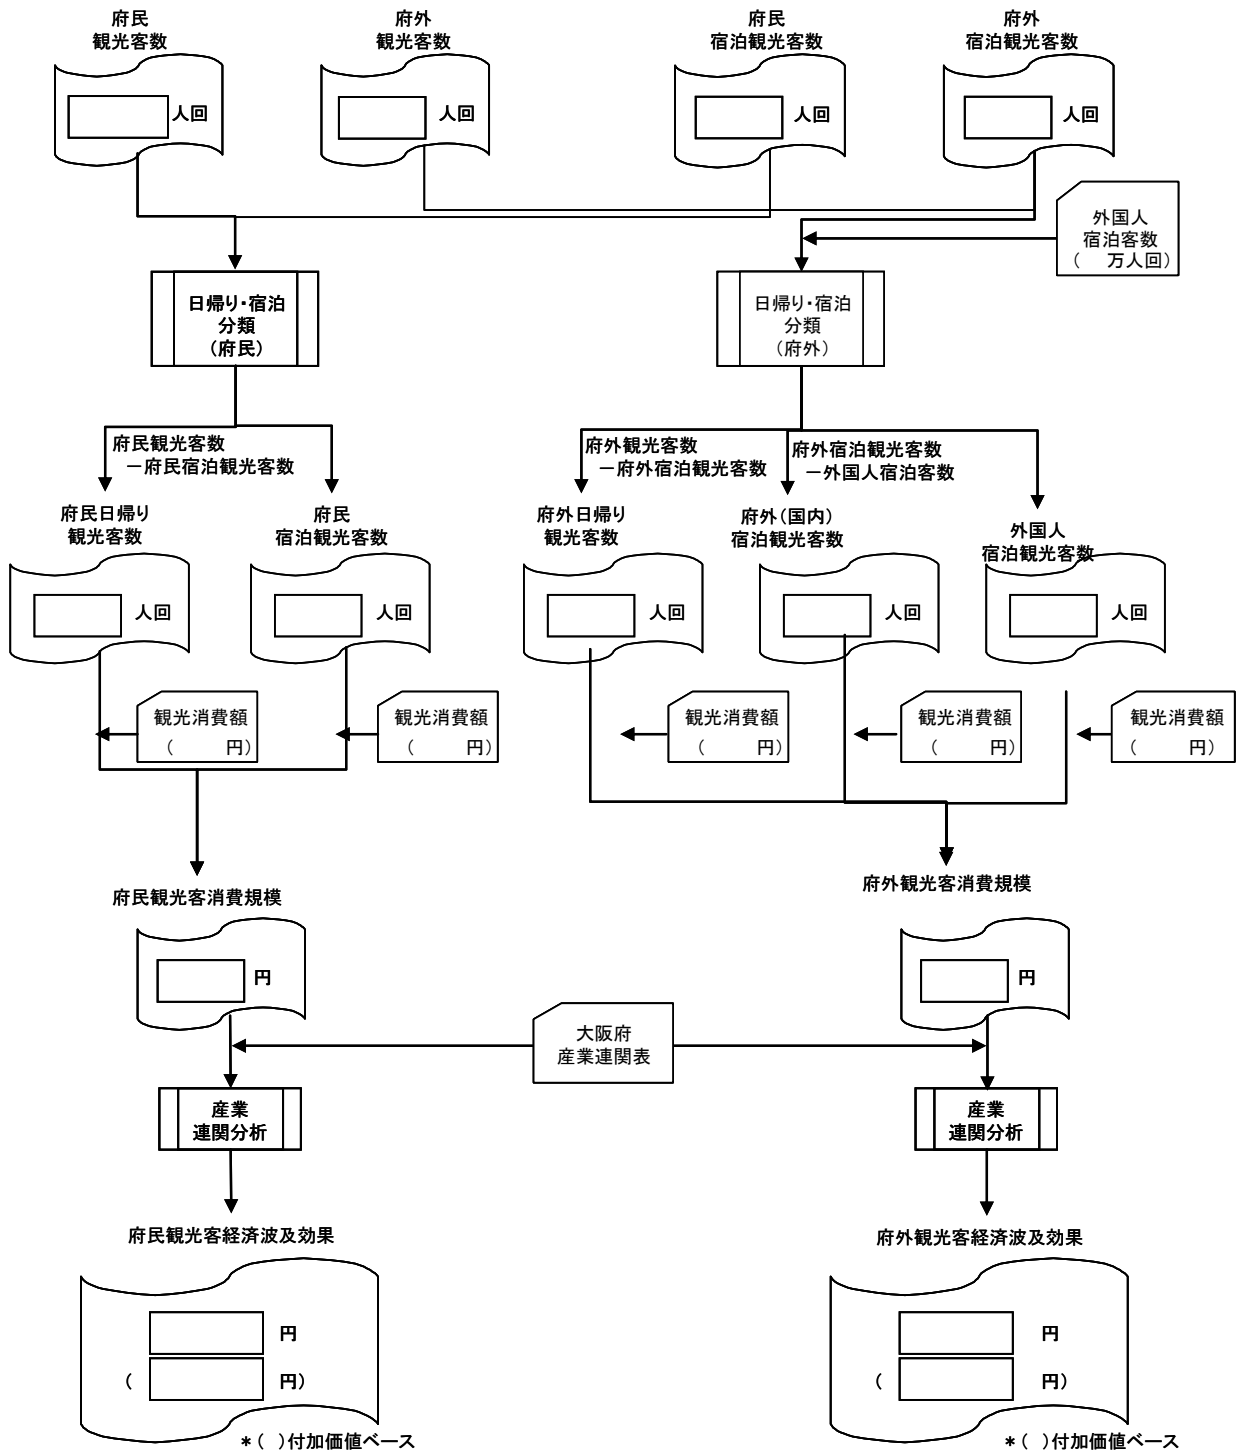 府民
観光客数
府外
観光客数
府民
宿泊観光客数
府外
宿泊観光客数
人回
人回
人回
人回
外国人
宿泊客数
(　万人回)
日帰り・宿泊
分類
(府民)
日帰り・宿泊
分類
(府外)
府民観光客数
－府民宿泊観光客数
府外観光客数
－府外宿泊観光客数
府外宿泊観光客数
－外国人宿泊客数
府民日帰り
観光客数
府民
宿泊観光客数
府外日帰り
観光客数
府外(国内)
宿泊観光客数
外国人
宿泊観光客数
人回
人回
人回
人回
人回
観光消費額
(　　　円)
観光消費額
(　　　円)
観光消費額
(　　　円)
観光消費額
(　　　円)
観光消費額
(　　　円)
府民観光客消費規模
府外観光客消費規模
円
円
大阪府
産業連関表
産業
連関分析
産業
連関分析
府民観光客経済波及効果
府外観光客経済波及効果
円
(　　　円)
円
(　　　円)
＊(　)付加価値ベース
＊(　)付加価値ベース